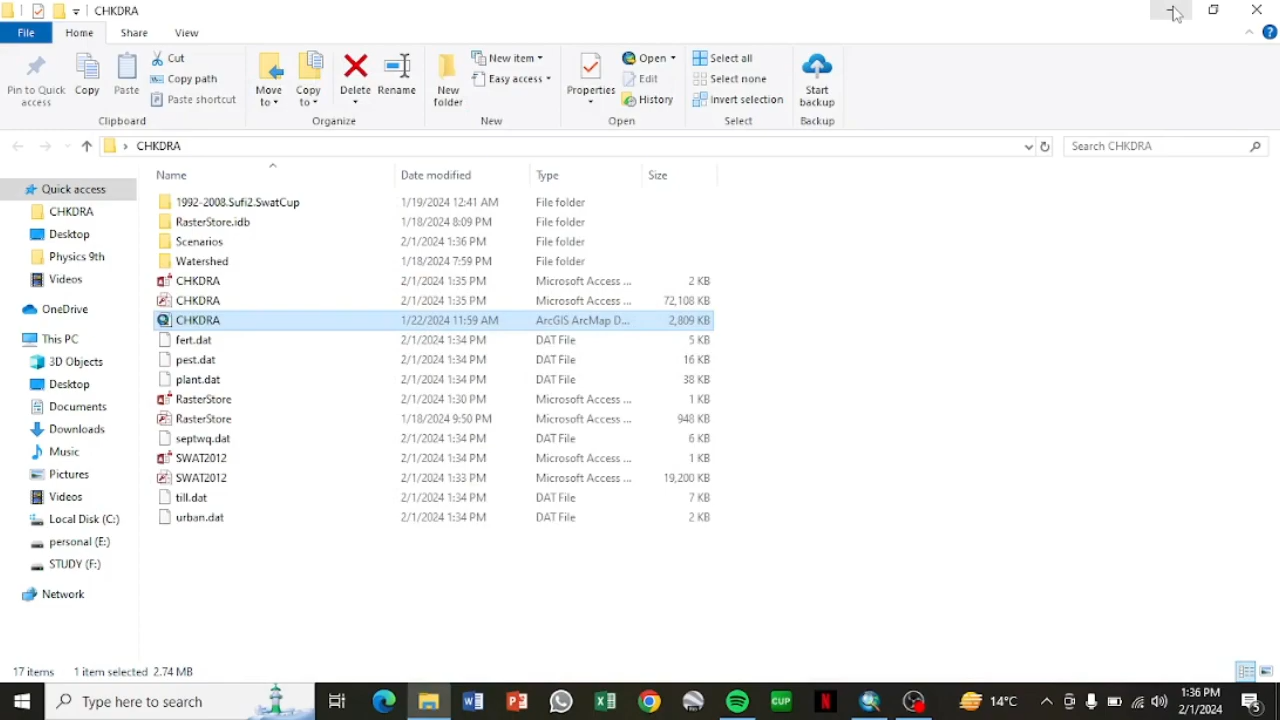 CHKDRA
File Home Share View
Pin to Quick access
Copy
Paste
Cut
Copy path
Paste shortcut
Clipboard
Move to
Copy to
Delete
Rename
Organize
New folder
New item
Easy access
New
Properties
Open
Edit
History
Open
Select all
Select none
Invert selection
Select
Start backup
Backup
CHKDRA
Search CHKDRA
Quick access
CHKDRA
Desktop
Physics 9th
Videos
OneDrive
This PC
3D Objects
Desktop
Documents
Downloads
Music
Pictures
Videos
Local Disk (C:)
personal (E:)
STUDY (F:)
Network
Name Date modified Type Size
1992-2008.Sufi2.SwatCup 1/19/2024 12:41 AM File folder
RasterStore.idb 1/18/2024 8:09 PM File folder
Scenarios 2/1/2024 1:36 PM File folder
Watershed 1/18/2024 7:59 PM File folder
CHKDRA 2/1/2024 1:35 PM Microsoft Access ... 2 KB
CHKDRA 2/1/2024 1:35 PM Microsoft Access ... 72,108 KB
CHKDRA 1/22/2024 11:59 AM ArcGIS ArcMap D... 2,809 KB
fert.dat 2/1/2024 1:34 PM DAT File 5 KB
pest.dat 2/1/2024 1:34 PM DAT File 16 KB
plant.dat 2/1/2024 1:34 PM DAT File 38 KB
RasterStore 2/1/2024 1:30 PM Microsoft Access ... 1 KB
RasterStore 1/18/2024 9:50 PM Microsoft Access ... 948 KB
septwq.dat 2/1/2024 1:34 PM DAT File 6 KB
SWAT2012 2/1/2024 1:34 PM Microsoft Access ... 1 KB
SWAT2012 2/1/2024 1:33 PM Microsoft Access ... 19,200 KB
till.dat 2/1/2024 1:34 PM DAT File 7 KB
urban.dat 2/1/2024 1:34 PM DAT File 2 KB
17 items 1 item selected 2.74 MB
Type here to search
CUP
14°C
1:36 PM
2/1/2024
5